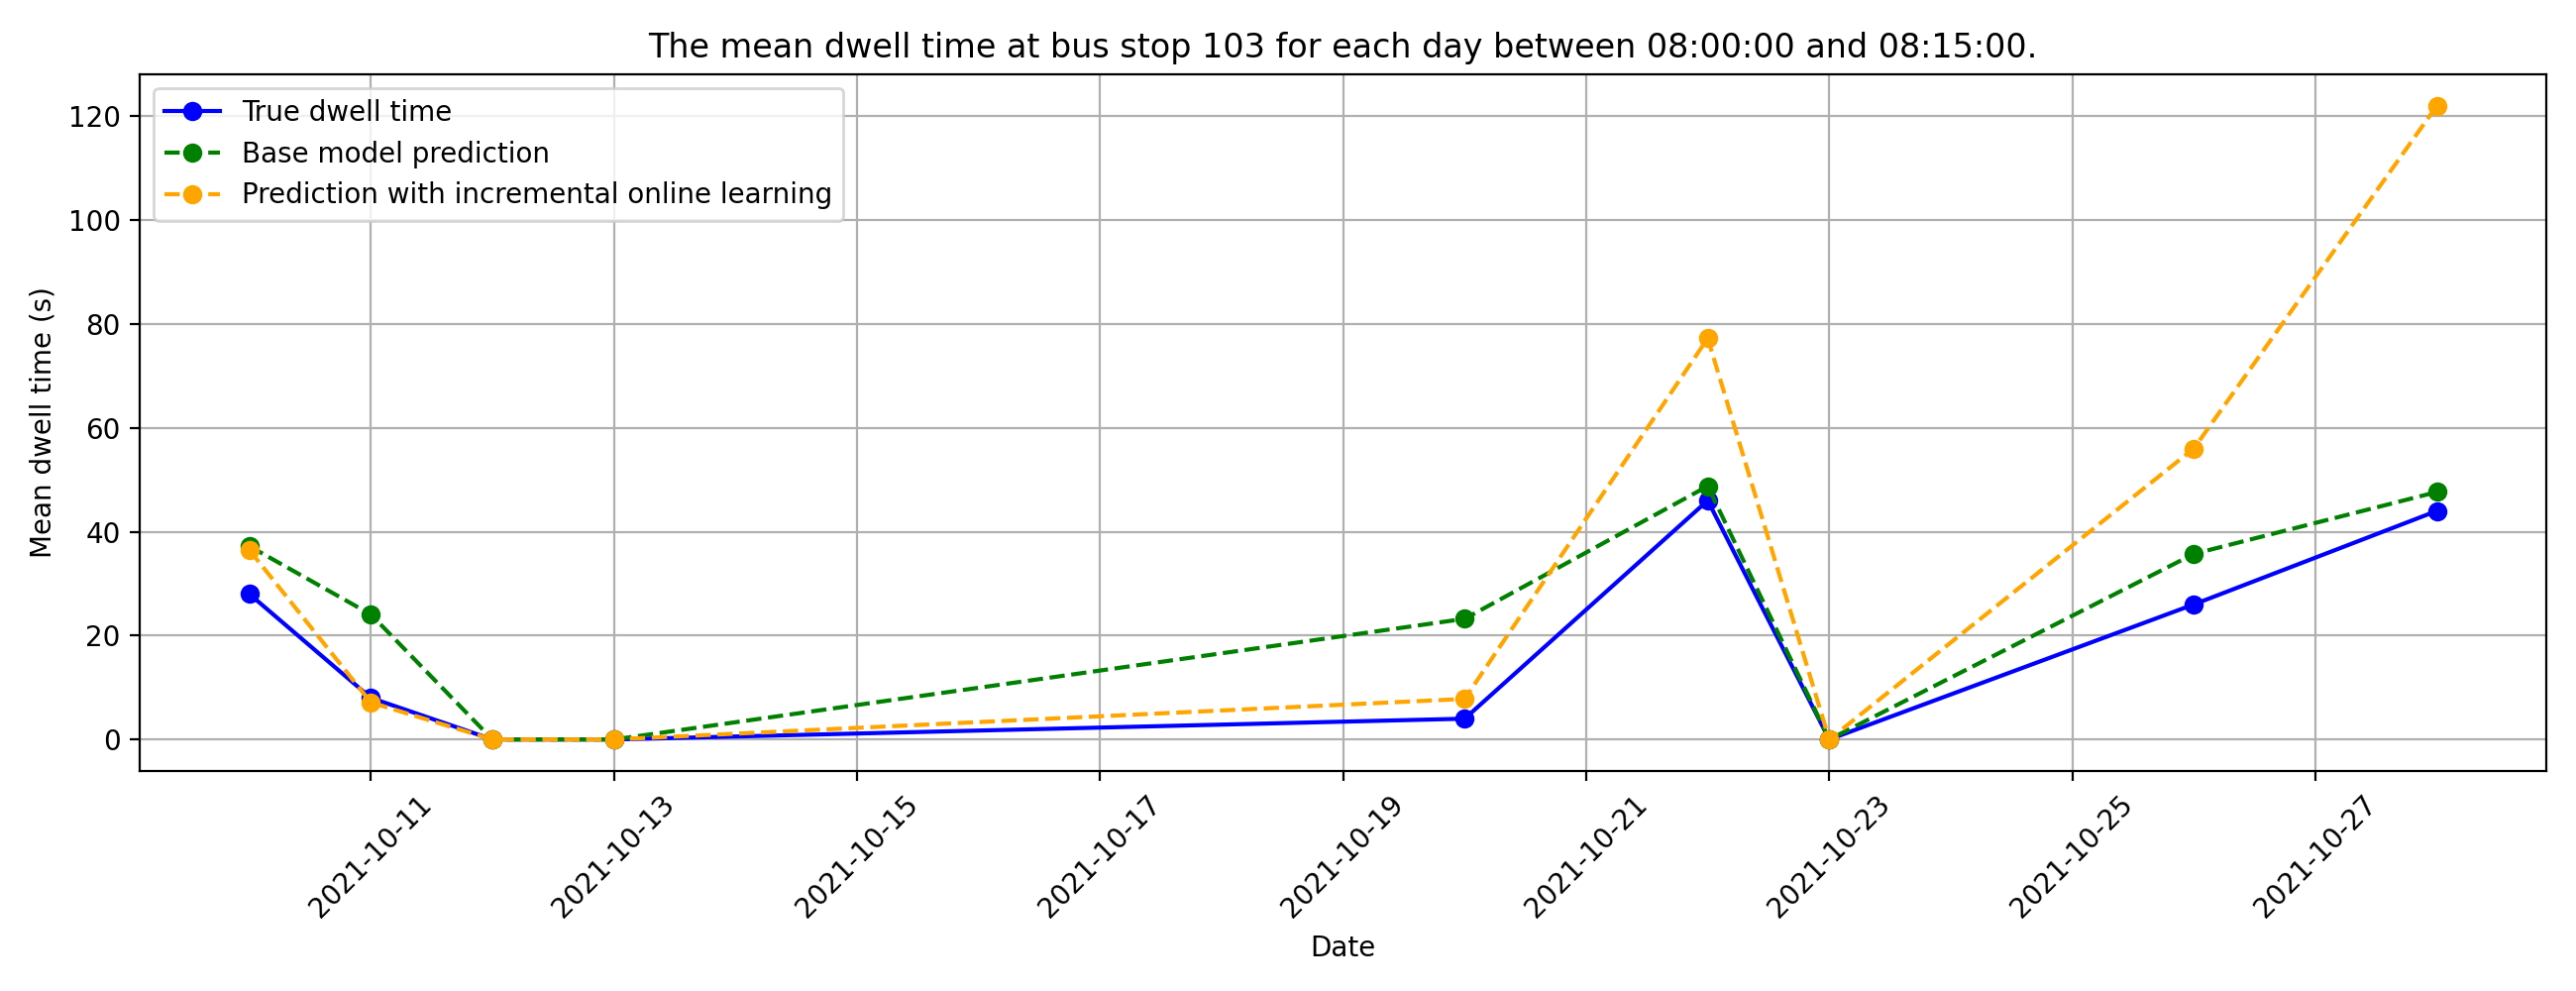 The mean dwell time at bus stop 103 for each day between 08:00:00 and 08:15:00.
True dwell time
Base model prediction
Prediction with incremental online learning
Mean dwell time (s)
120
100
80
60
40
20
0
2021-10-11
2021-10-13
2021-10-15
2021-10-17
2021-10-19
2021-10-21
2021-10-23
2021-10-25
2021-10-27
Date